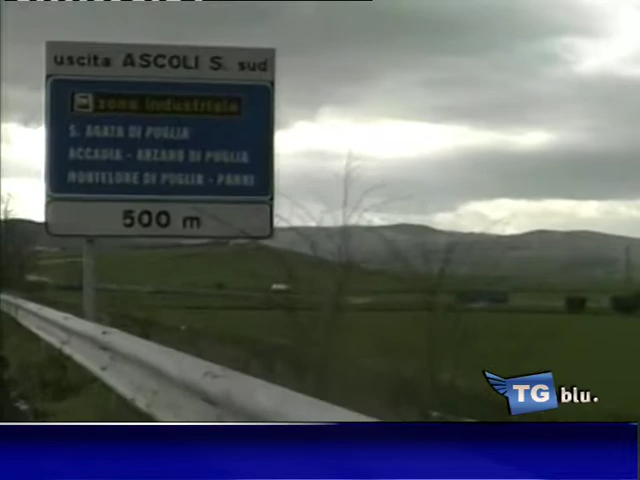 uscita ASCOLI S. sud
zona industriale
S. AGATA DI PUGLIA
ACCADIA - ANZANO DI PUGLIA
MONTELEONE DI PUGLIA - PANNI
500 m
TG blu.